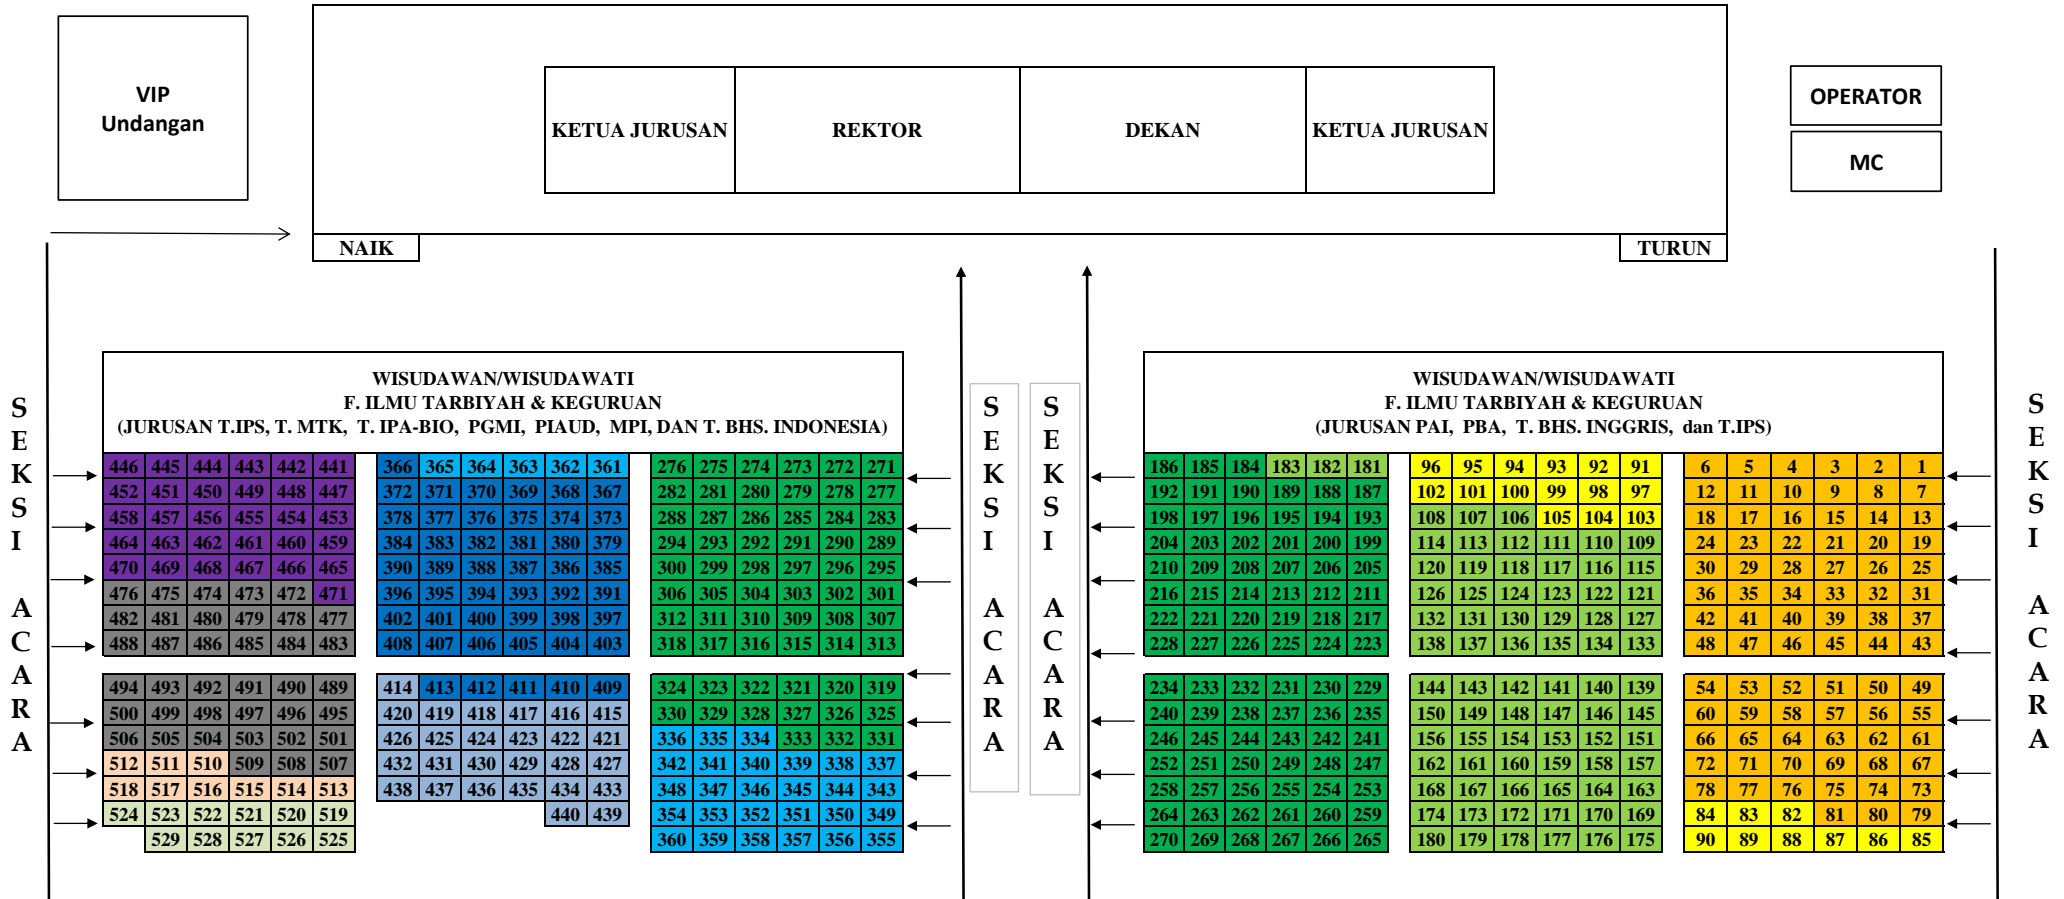 VIP
Undangan
KETUA JURUSAN REKTOR DEKAN KETUA JURUSAN
OPERATOR
MC
NAIK
TURUN
SEKSI ACARA
WISUDAWAN/WISUDAWATI
F. ILMU TARBIYAH & KEGURUAN
(JURUSAN T.IPS, T. MTK, T. IPA-BIO, PGMI, PIAUD, MPI, DAN T. BHS. INDONESIA)
446 445 444 443 442 441 366 365 364 363 362 361 276 275 274 273 272 271
452 451 450 449 448 447 372 371 370 369 368 367 282 281 280 279 278 277
458 457 456 455 454 453 378 377 376 375 374 373 288 287 286 285 284 283
464 463 462 461 460 459 384 383 382 381 380 379 294 293 292 291 290 289
470 469 468 467 466 465 390 389 388 387 386 385 300 299 298 297 296 295
476 475 474 473 472 471 396 395 394 393 392 391 306 305 304 303 302 301
482 481 480 479 478 477 402 401 400 399 398 397 312 311 310 309 308 307
488 487 486 485 484 483 408 407 406 405 404 403 318 317 316 315 314 313
494 493 492 491 490 489 414 413 412 411 410 409 324 323 322 321 320 319
500 499 498 497 496 495 420 419 418 417 416 415 330 329 328 327 326 325
506 505 504 503 502 501 426 425 424 423 422 421 336 335 334 333 332 331
512 511 510 509 508 507 432 431 430 429 428 427 342 341 340 339 338 337
518 517 516 515 514 513 438 437 436 435 434 433 348 347 346 345 344 343
524 523 522 521 520 519 440 439 354 353 352 351 350 349
529 528 527 526 525 360 359 358 357 356 355
SEKSI ACARA
SEKSI ACARA
WISUDAWAN/WISUDAWATI
F. ILMU TARBIYAH & KEGURUAN
(JURUSAN PAI, PBA, T. BHS. INGGRIS, dan T.IPS)
186 185 184 183 182 181 96 95 94 93 92 91 6 5 4 3 2 1
192 191 190 189 188 187 102 101 100 99 98 97 12 11 10 9 8 7
198 197 196 195 194 193 108 107 106 105 104 103 18 17 16 15 14 13
204 203 202 201 200 199 114 113 112 111 110 109 24 23 22 21 20 19
210 209 208 207 206 205 120 119 118 117 116 115 30 29 28 27 26 25
216 215 214 213 212 211 126 125 124 123 122 121 36 35 34 33 32 31
222 221 220 219 218 217 132 131 130 129 128 127 42 41 40 39 38 37
228 227 226 225 224 223 138 137 136 135 134 133 48 47 46 45 44 43
234 233 232 231 230 229 144 143 142 141 140 139 54 53 52 51 50 49
240 239 238 237 236 235 150 149 148 147 146 145 60 59 58 57 56 55
246 245 244 243 242 241 156 155 154 153 152 151 66 65 64 63 62 61
252 251 250 249 248 247 162 161 160 159 158 157 72 71 70 69 68 67
258 257 256 255 254 253 168 167 166 165 164 163 78 77 76 75 74 73
264 263 262 261 260 259 174 173 172 171 170 169 84 83 82 81 80 79
270 269 268 267 266 265 180 179 178 177 176 175 90 89 88 87 86 85
SEKSI ACARA